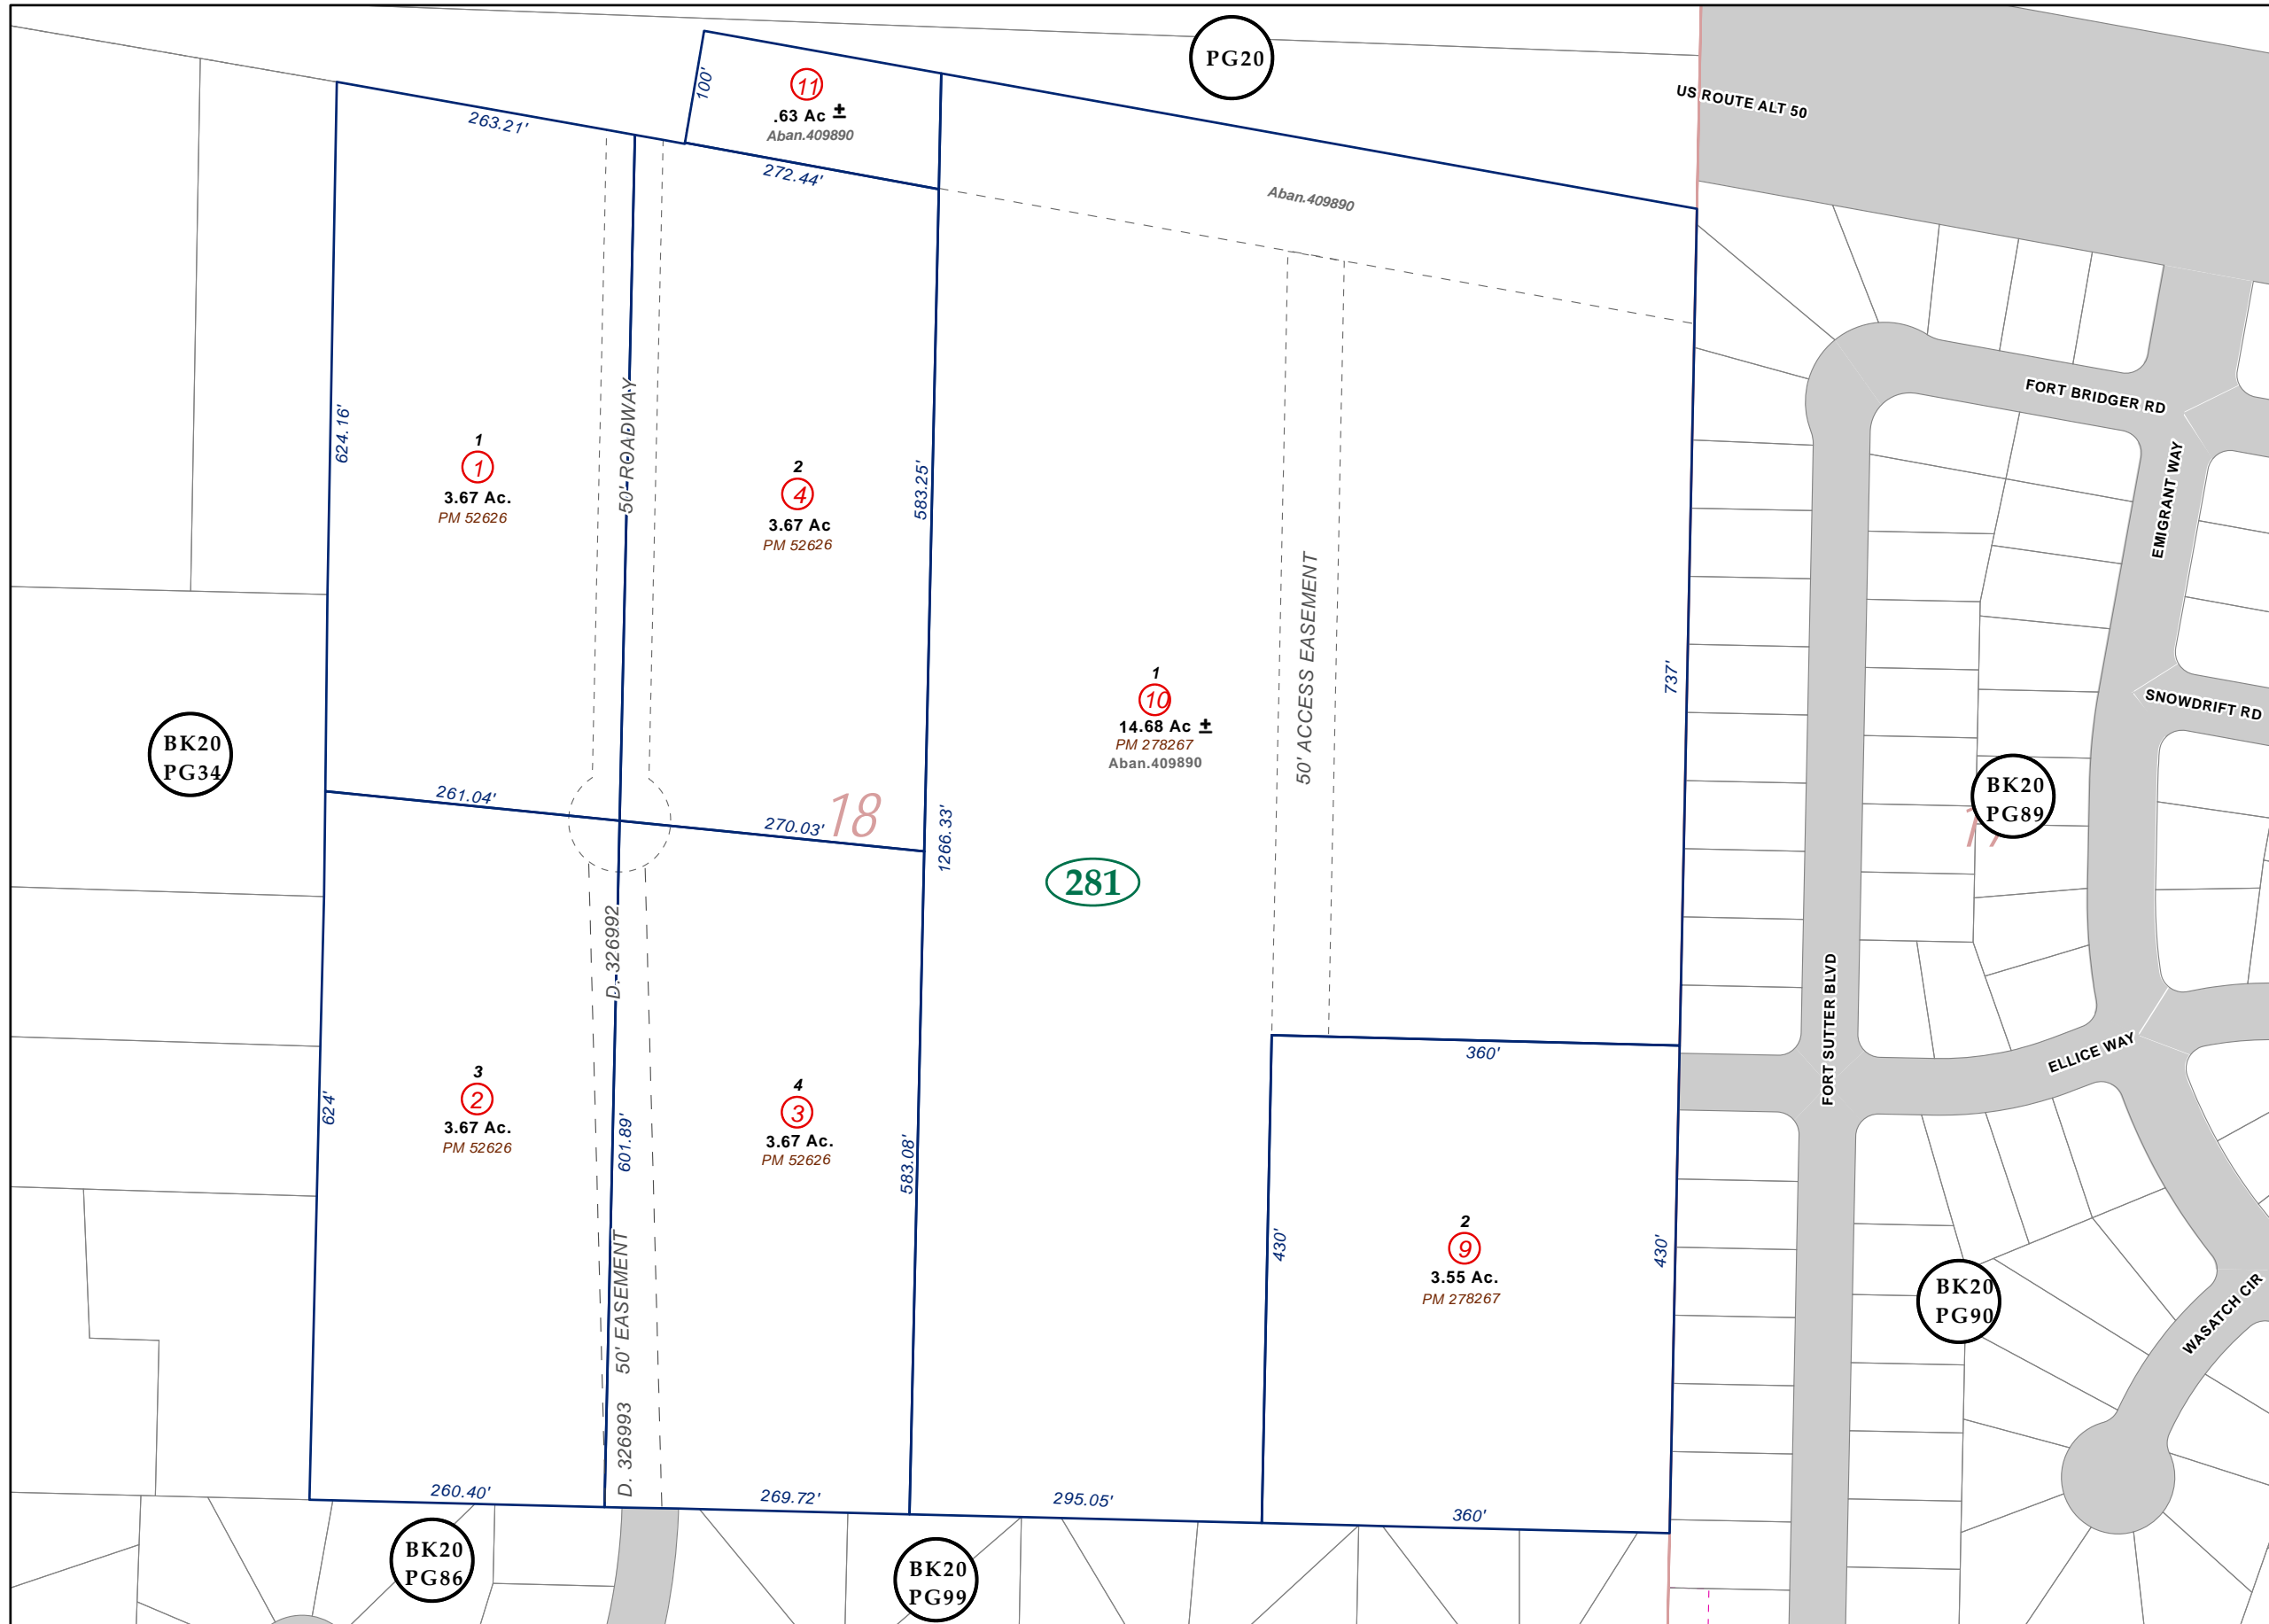 PG20
US ROUTE ALT 50
100'
11
.63 Ac ±
Aban.409890
263.21'
272.44'
Aban.409890
FORT BRIDGER RD
EMIGRANT WAY
624.16'
50' ROADWAY
583.25'
1
1
3.67 Ac.
PM 52626
2
4
3.67 Ac
PM 52626
50' ACCESS EASEMENT
737'
1
10
14.68 Ac ±
PM 278267
Aban.409890
SNOWDRIFT RD
BK20
PG34
BK20
PG89
17
261.04'
270.03'
18
1266.33'
281
D. 326992
FORT SUTTER BLVD
ELLICE WAY
360'
3
2
3.67 Ac.
PM 52626
624'
601.89'
4
3
3.67 Ac.
PM 52626
583.08'
430'
2
9
3.55 Ac.
PM 278267
430'
BK20
PG90
WASATCH CIR
50' EASEMENT
D. 326993
260.40'
269.72'
295.05'
360'
BK20
PG86
BK20
PG99